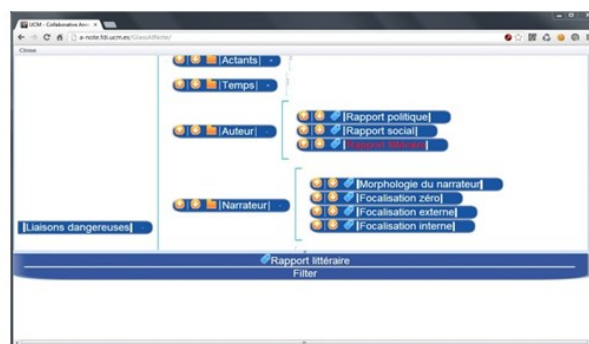 UCM - Collaborative Ann
a-note.fdi.ucm.es/GlassANote/
Close
|Actants|
|Temps|
|Auteur|
|Rapport politique|
|Rapport social|
|Rapport littéraire|
|Narrateur|
|Morphologie du narrateur|
|Focalisation zéro|
|Focalisation externe|
|Focalisation interne|
|Liaisons dangereuses|
Rapport littéraire
Filter